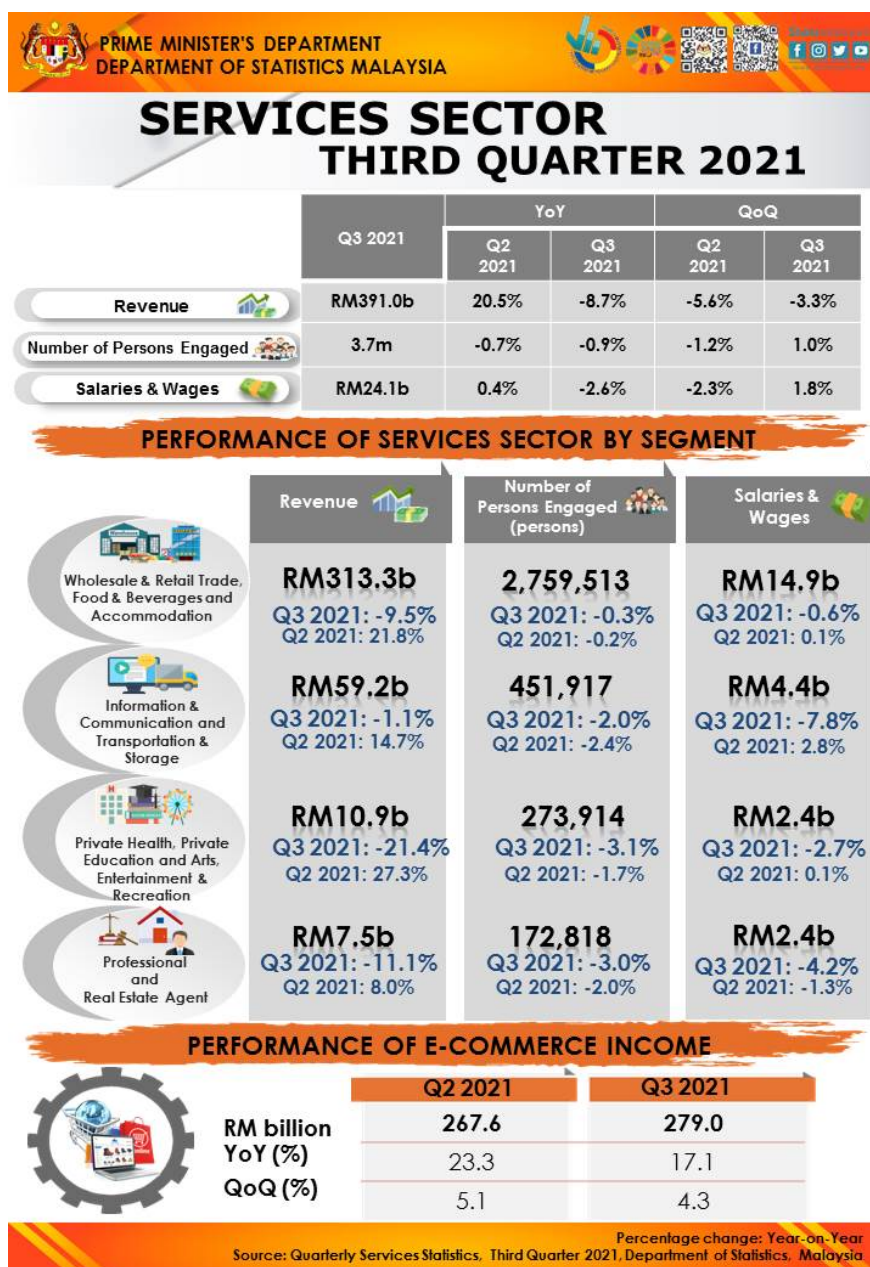 PRIME MINISTER'S DEPARTMENT
DEPARTMENT OF STATISTICS MALAYSIA
SERVICES SECTOR
THIRD QUARTER 2021
Q3 2021
YoY
QoQ
Q2 2021
Q3 2021
Q2 2021
Q3 2021
Revenue RM391.0b 20.5% -8.7% -5.6% -3.3%
Number of Persons Engaged 3.7m -0.7% -0.9% -1.2% 1.0%
Salaries & Wages RM24.1b 0.4% -2.6% -2.3% 1.8%
PERFORMANCE OF SERVICES SECTOR BY SEGMENT
Revenue
Number of
Persons Engaged
(persons)
Salaries &
Wages
Wholesale & Retail Trade,
Food & Beverages and
Accommodation
RM313.3b
Q3 2021: -9.5%
Q2 2021: 21.8%
2,759,513
Q3 2021: -0.3%
Q2 2021: -0.2%
RM14.9b
Q3 2021: -0.6%
Q2 2021: 0.1%
Information &
Communication and
Transportation &
Storage
RM59.2b
Q3 2021: -1.1%
Q2 2021: 14.7%
451,917
Q3 2021: -2.0%
Q2 2021: -2.4%
RM4.4b
Q3 2021: -7.8%
Q2 2021: 2.8%
Private Health, Private
Education and Arts,
Entertainment &
Recreation
RM10.9b
Q3 2021: -21.4%
Q2 2021: 27.3%
273,914
Q3 2021: -3.1%
Q2 2021: -1.7%
RM2.4b
Q3 2021: -2.7%
Q2 2021: 0.1%
Professional
and
Real Estate Agent
RM7.5b
Q3 2021: -11.1%
Q2 2021: 8.0%
172,818
Q3 2021: -3.0%
Q2 2021: -2.0%
RM2.4b
Q3 2021: -4.2%
Q2 2021: -1.3%
PERFORMANCE OF E-COMMERCE INCOME
Q2 2021 Q3 2021
RM billion 267.6 279.0
YoY (%) 23.3 17.1
QoQ (%) 5.1 4.3
Percentage change: Year-on-Year
Source: Quarterly Services Statistics, Third Quarter 2021, Department of Statistics, Malaysia